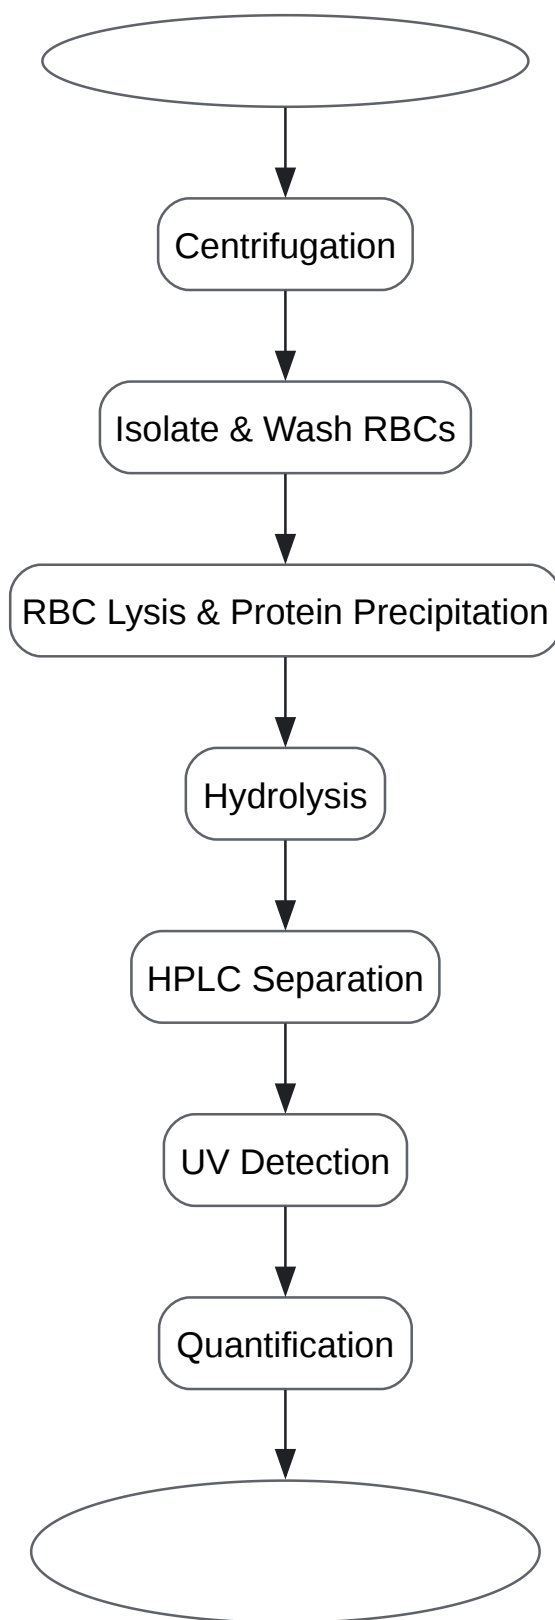 Centrifugation
Isolate & Wash RBCs
RBC Lysis & Protein Precipitation
Hydrolysis
HPLC Separation
UV Detection
Quantification